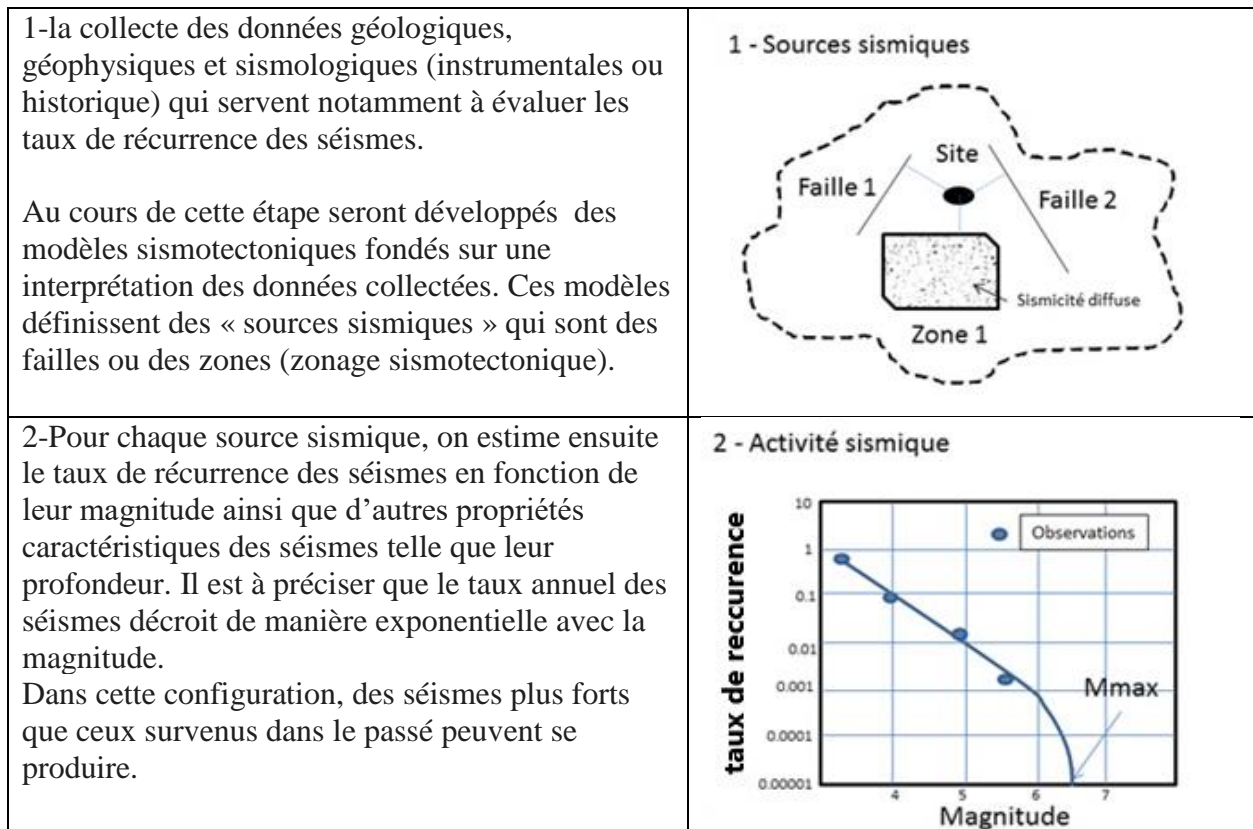 1-la collecte des données géologiques,
géophysiques et sismologiques (instrumentales ou
historique) qui servent notamment à évaluer les
taux de récurrence des séismes.
Au cours de cette étape seront développés des
modèles sismotectoniques fondés sur une
interprétation des données collectées. Ces modèles
définissent des « sources sismiques » qui sont des
failles ou des zones (zonage sismotectonique).
1 - Sources sismiques
Site
Faille 1
Faille 2
Sismicité diffuse
Zone 1
2-Pour chaque source sismique, on estime ensuite
le taux de récurrence des séismes en fonction de
leur magnitude ainsi que d'autres propriétés
caractéristiques des séismes telle que leur
profondeur. Il est à préciser que le taux annuel des
séismes décroit de manière exponentielle avec la
magnitude.
Dans cette configuration, des séismes plus forts
que ceux survenus dans le passé peuvent se
produire.
2 - Activité sismique
taux de reccurence
10
1
0.1
0.01
0.001
0.0001
0.00001
Observations
Mmax
4 5 6 7
Magnitude